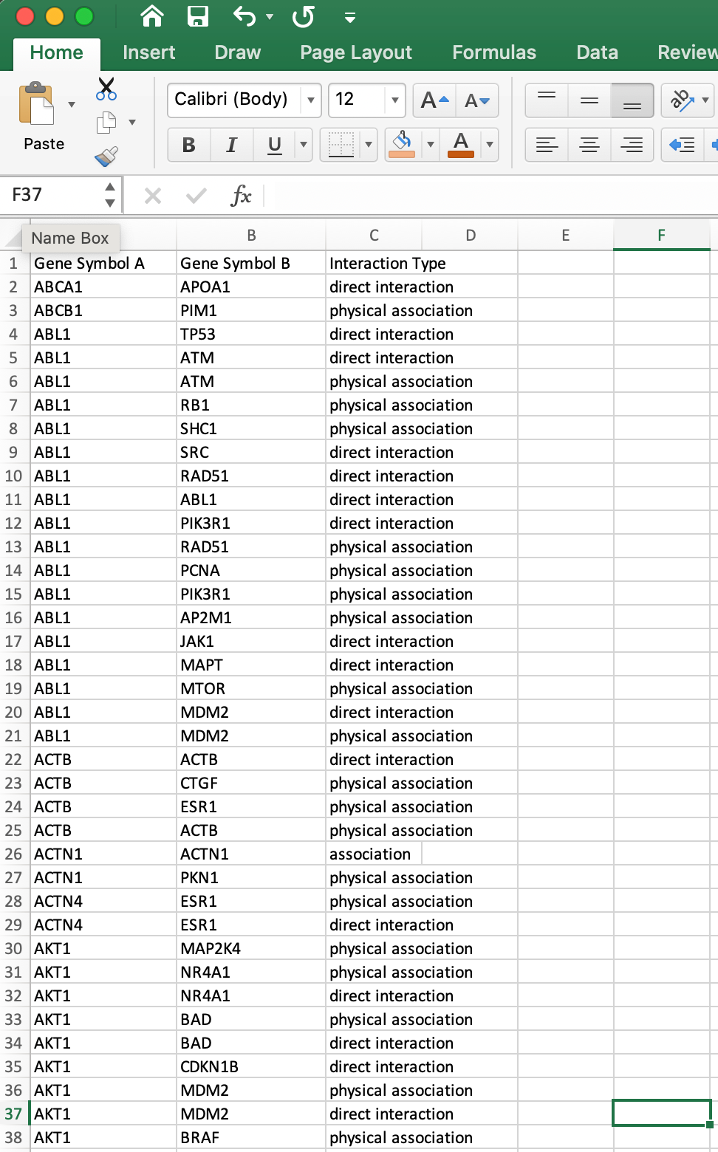 Home Insert Draw Page Layout Formulas Data Review
Calibri (Body) 12 A A ab
Paste B I U A
F37 fx
Name Box B C D E F
1 Gene Symbol A Gene Symbol B Interaction Type
2 ABCA1 APOA1 direct interaction
3 ABCB1 PIM1 physical association
4 ABL1 TP53 direct interaction
5 ABL1 ATM direct interaction
6 ABL1 ATM physical association
7 ABL1 RB1 physical association
8 ABL1 SHC1 physical association
9 ABL1 SRC direct interaction
10 ABL1 RAD51 direct interaction
11 ABL1 ABL1 direct interaction
12 ABL1 PIK3R1 direct interaction
13 ABL1 RAD51 physical association
14 ABL1 PCNA physical association
15 ABL1 PIK3R1 physical association
16 ABL1 AP2M1 physical association
17 ABL1 JAK1 direct interaction
18 ABL1 MAPT direct interaction
19 ABL1 MTOR physical association
20 ABL1 MDM2 direct interaction
21 ABL1 MDM2 physical association
22 ACTB ACTB direct interaction
23 ACTB CTGF physical association
24 ACTB ESR1 physical association
25 ACTB ACTB physical association
26 ACTN1 ACTN1 association
27 ACTN1 PKN1 physical association
28 ACTN4 ESR1 physical association
29 ACTN4 ESR1 direct interaction
30 AKT1 MAP2K4 physical association
31 AKT1 NR4A1 physical association
32 AKT1 NR4A1 direct interaction
33 AKT1 BAD physical association
34 AKT1 BAD direct interaction
35 AKT1 CDKN1B direct interaction
36 AKT1 MDM2 physical association
37 AKT1 MDM2 direct interaction
38 AKT1 BRAF physical association